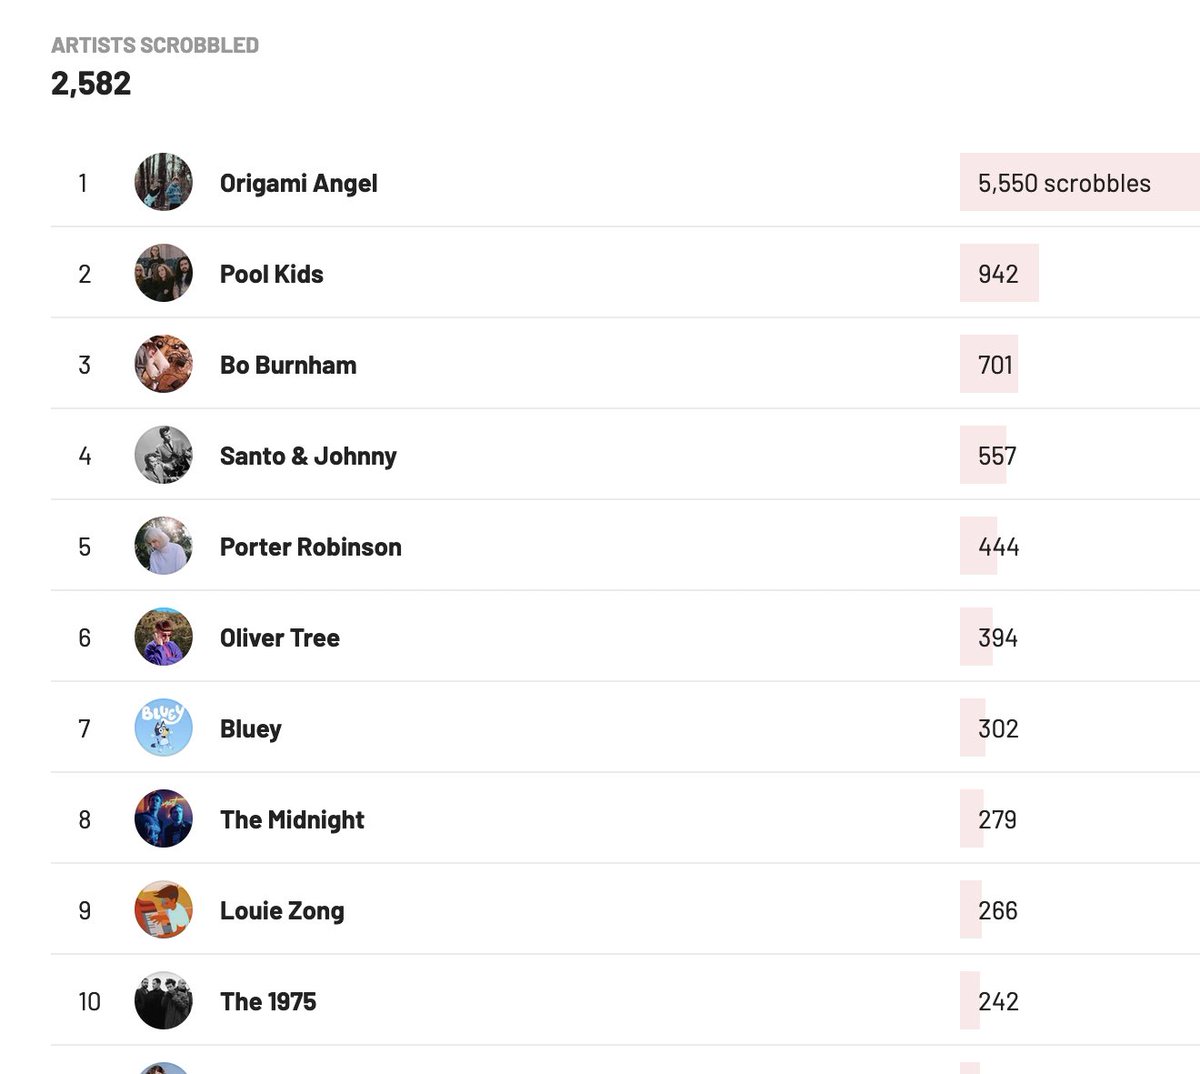 ARTISTS SCROBBLED
2,582
1 Origami Angel 5,550 scrobbles
2 Pool Kids 942
3 Bo Burnham 701
4 Santo & Johnny 557
5 Porter Robinson 444
6 Oliver Tree 394
BLUEY
7 Bluey 302
8 The Midnight 279
9 Louie Zong 266
10 The 1975 242